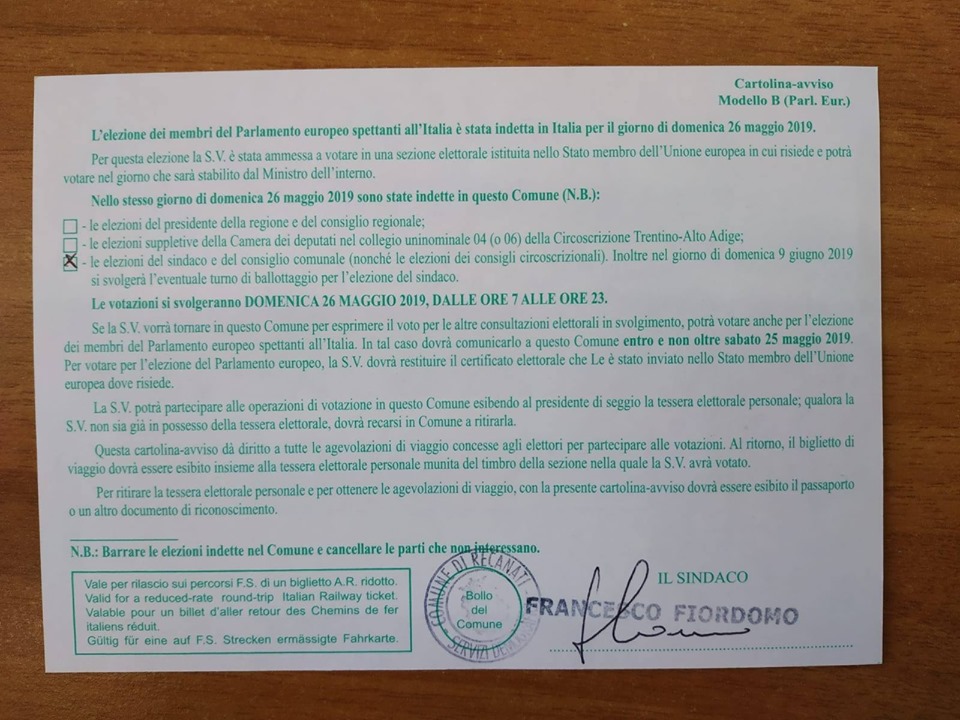 Cartolina-avviso
Modello B (Parl. Eur.)
L'elezione dei membri del Parlamento europeo spettanti all'Italia è stata indetta in Italia per il giorno di domenica 26 maggio 2019.
Per questa elezione la S.V. è stata ammessa a votare in una sezione elettorale istituita nello Stato membro dell'Unione europea in cui risiede e potrà
votare nel giorno che sarà stabilito dal Ministro dell'interno.
Nello stesso giorno di domenica 26 maggio 2019 sono state indette in questo Comune (N.B.):
- le elezioni del presidente della regione e del consiglio regionale;
- le elezioni suppletive della Camera dei deputati nel collegio uninominale 04 (o 06) della Circoscrizione Trentino-Alto Adige;
X - le elezioni del sindaco e del consiglio comunale (nonché le elezioni dei consigli circoscrizionali). Inoltre nel giorno di domenica 9 giugno 2019
si svolgerà l'eventuale turno di ballottaggio per l'elezione del sindaco.
Le votazioni si svolgeranno DOMENICA 26 MAGGIO 2019, DALLE ORE 7 ALLE ORE 23.
Se la S.V. vorrà tornare in questo Comune per esprimere il voto per le altre consultazioni elettorali in svolgimento, potrà votare anche per l'elezione
dei membri del Parlamento europeo spettanti all'Italia. In tal caso dovrà comunicarlo a questo Comune entro e non oltre sabato 25 maggio 2019.
Per votare per l'elezione del Parlamento europeo, la S.V. dovrà restituire il certificato elettorale che Le è stato inviato nello Stato membro dell'Unione
europea dove risiede.
La S.V. potrà partecipare alle operazioni di votazione in questo Comune esibendo al presidente di seggio la tessera elettorale personale; qualora la
S.V. non sia già in possesso della tessera elettorale, dovrà recarsi in Comune a ritirarla.
Questa cartolina-avviso dà diritto a tutte le agevolazioni di viaggio concesse agli elettori per partecipare alle votazioni. Al ritorno, il biglietto di
viaggio dovrà essere esibito insieme alla tessera elettorale personale munita del timbro della sezione nella quale la S.V. avrà votato.
Per ritirare la tessera elettorale personale e per ottenere le agevolazioni di viaggio, con la presente cartolina-avviso dovrà essere esibito il passaporto
o un altro documento di riconoscimento.
N.B.: Barrare le elezioni indette nel Comune e cancellare le parti che non interessano.
Vale per rilascio sui percorsi F.S. di un biglietto A.R. ridotto.
Valid for a reduced-rate round-trip Italian Railway ticket.
Valable pour un billet d'aller retour des Chemins de fer
italiens réduit.
Gültig für eine auf F.S. Strecken ermässigte Fahrkarte.
COMUNE DI RECANATI
SERVIZI
Bollo
del
Comune
IL SINDACO
FRANCESCO FIORDOMO